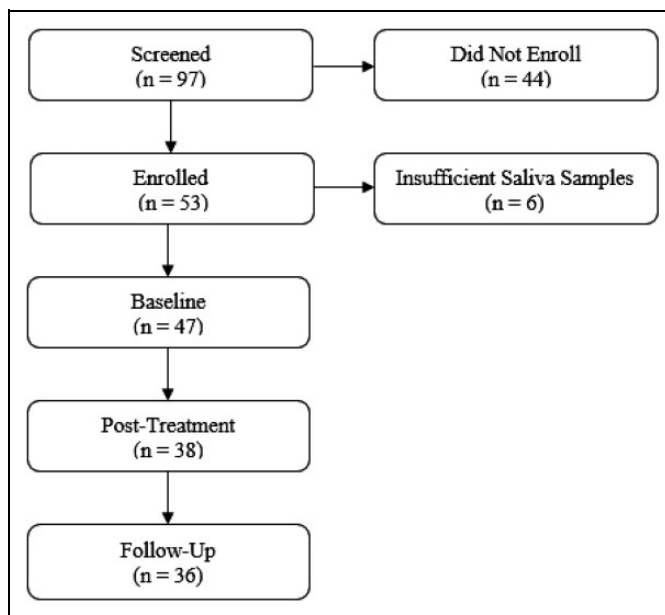 Screened
(n = 97)
Did Not Enroll
(n = 44)
Enrolled
(n = 53)
Insufficient Saliva Samples
(n = 6)
Baseline
(n = 47)
Post-Treatment
(n = 38)
Follow-Up
(n = 36)